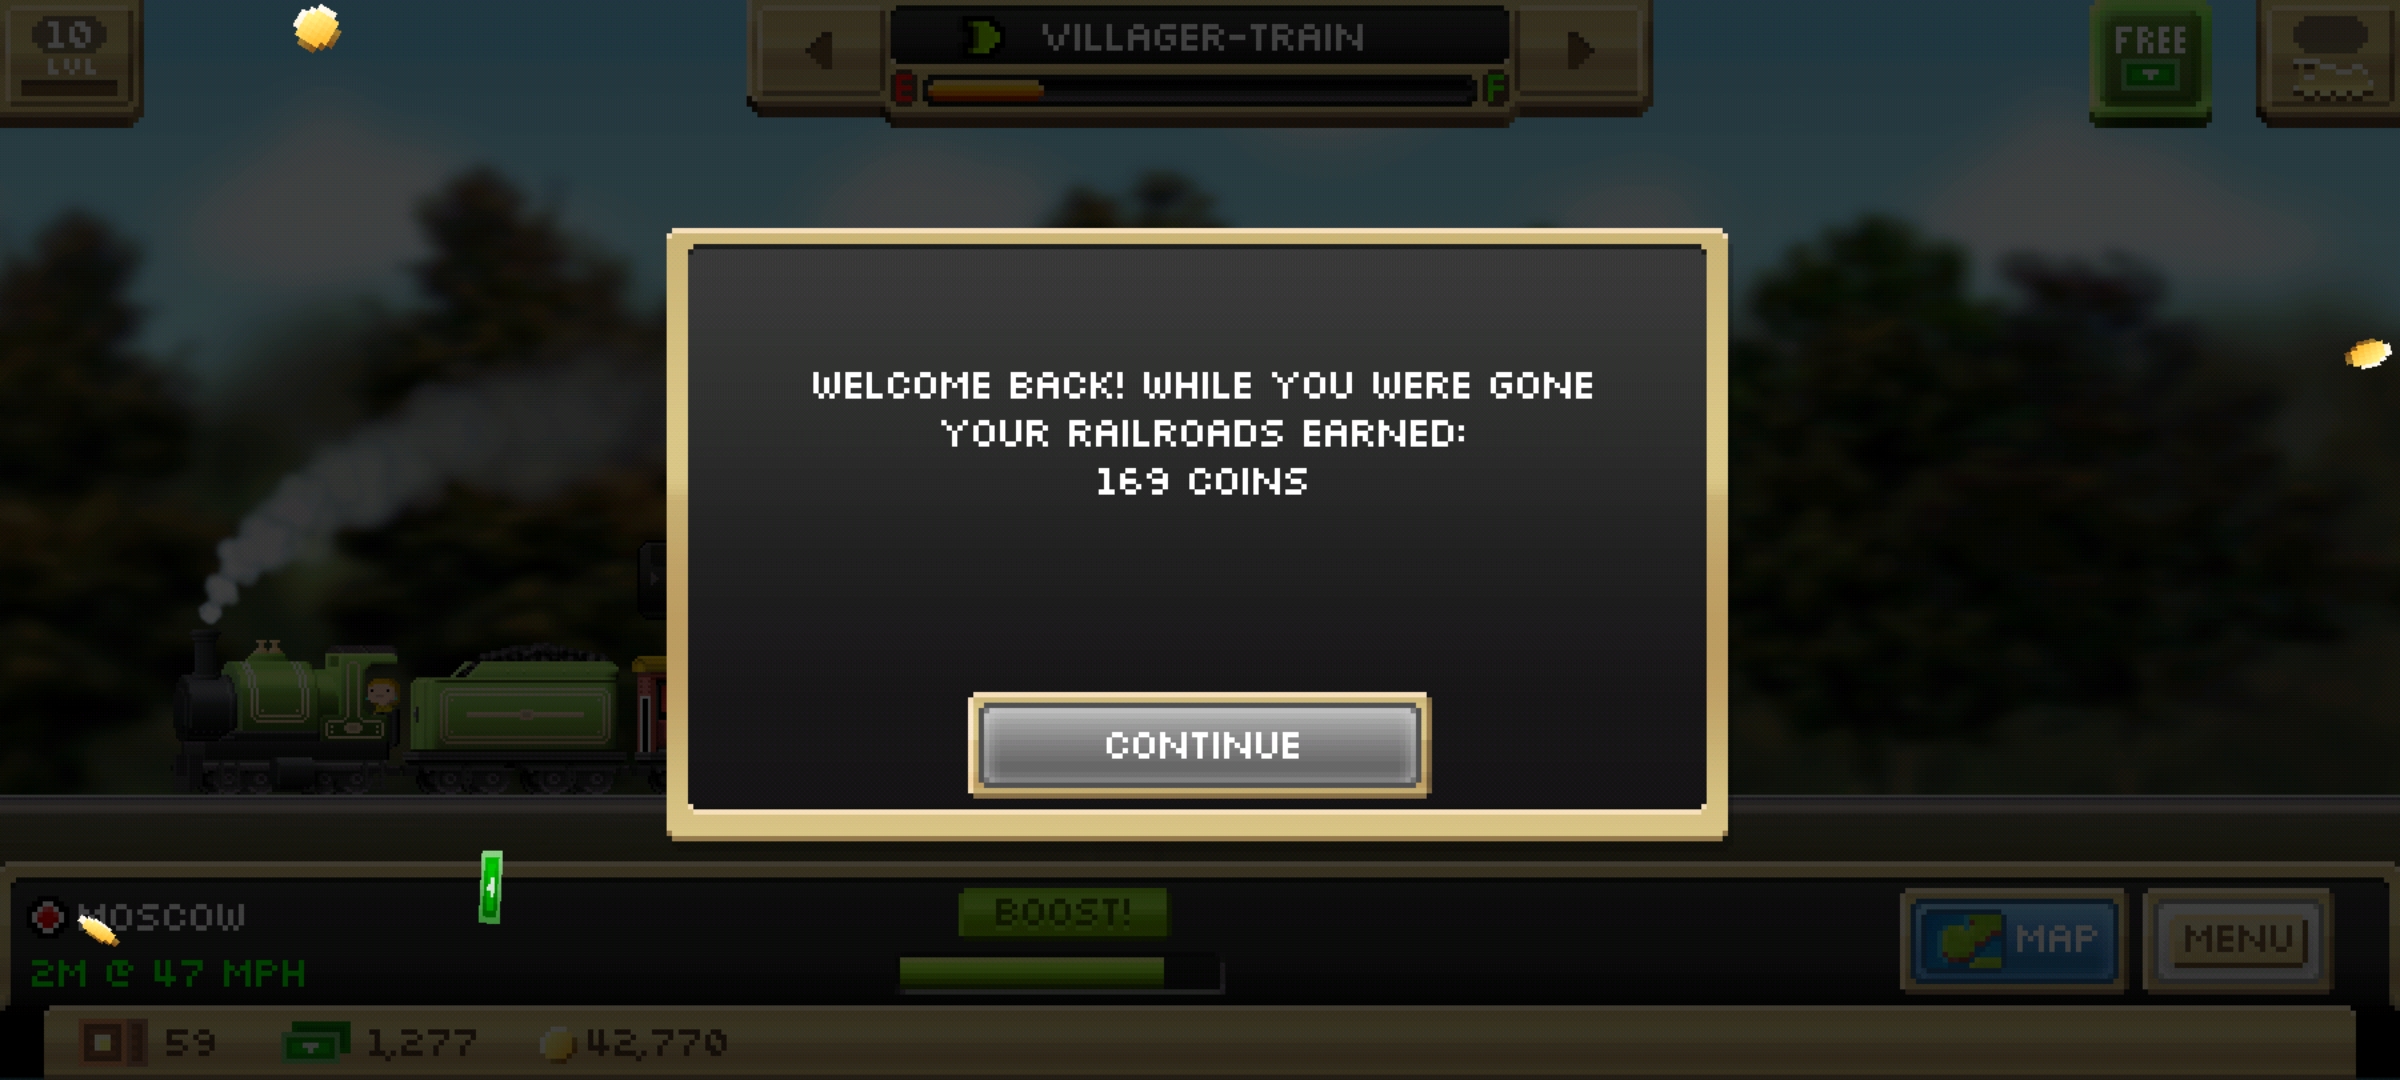 10
LVL
VILLAGER-TRAIN
E F
FREE
WELCOME BACK! WHILE YOU WERE GONE
YOUR RAILROADS EARNED:
169 COINS
CONTINUE
MOSCOW
2M @ 47 MPH
BOOST!
MAP
MENU
59
1,277
42,770